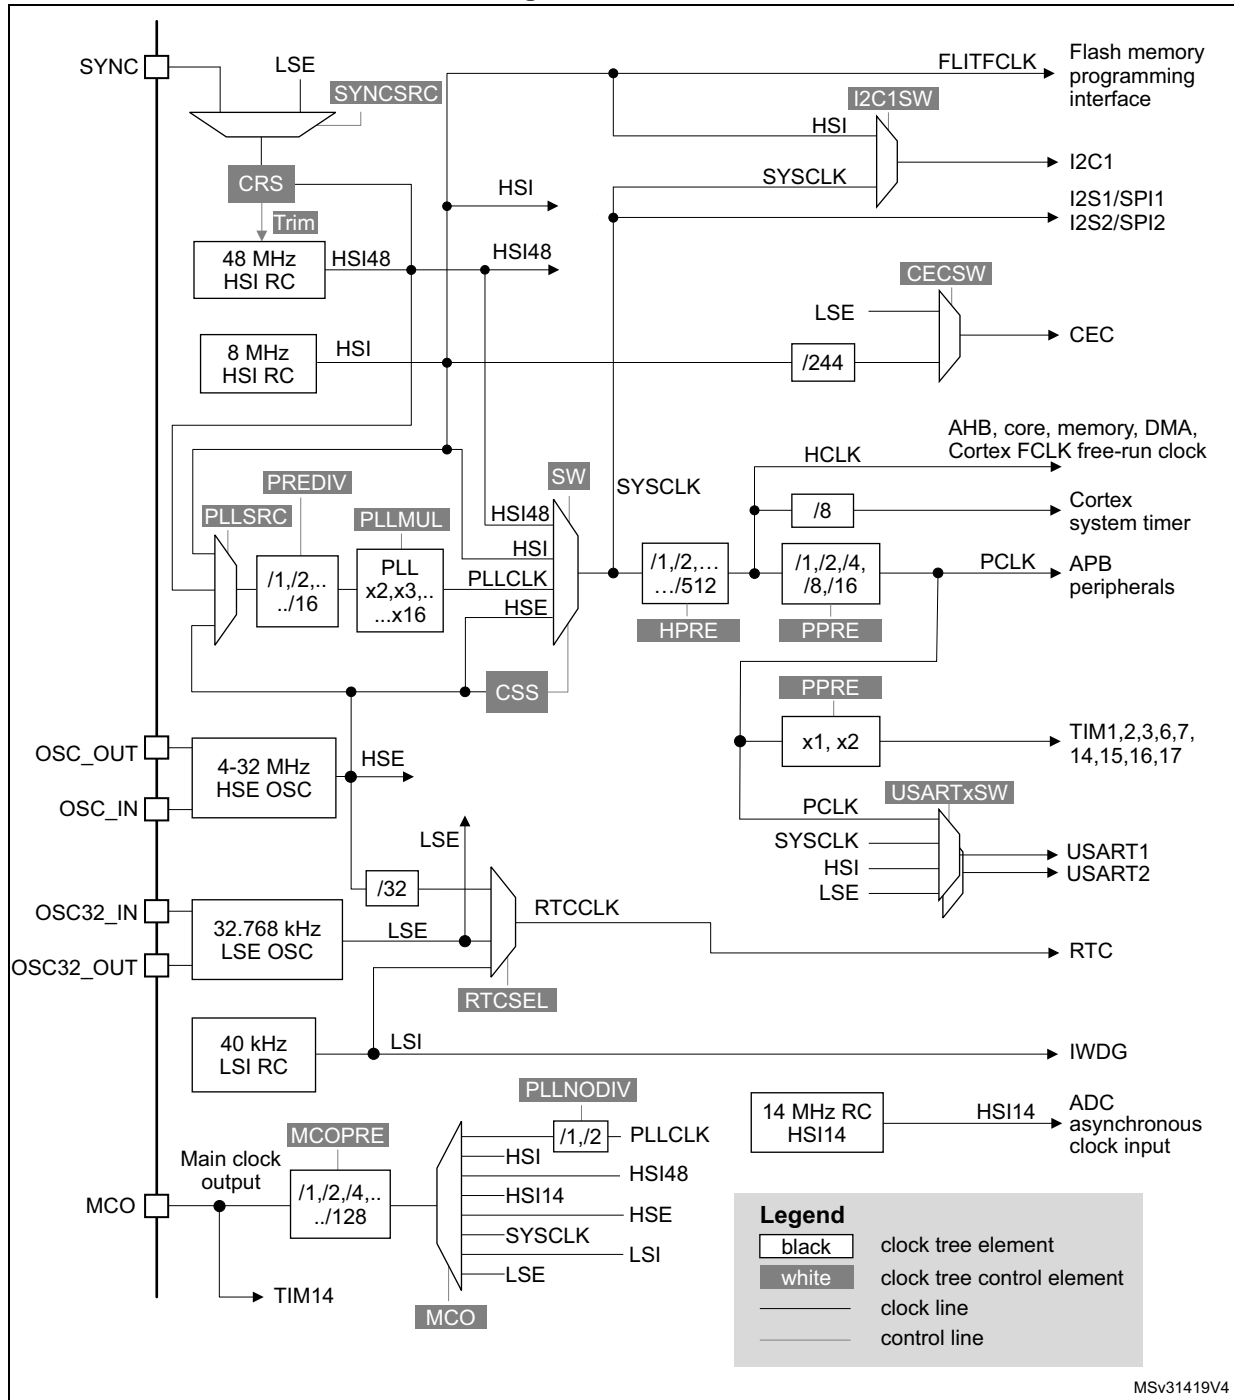 SYNC
LSE
SYNCSRC
CRS
Trim
48 MHz
HSI RC
HSI48
HSI
HSI48
8 MHz
HSI RC
HSI
FLITFCLK
Flash memory
programming
interface
I2C1SW
HSI
SYSCLK
I2C1
I2S1/SPI1
I2S2/SPI2
CECSW
LSE
/244
CEC
PLLSRC
PREDIV
/1,/2,..
../16
PLLMUL
PLL
x2,x3,..
...x16
SW
HSI48
HSI
PLLCLK
HSE
CSS
SYSCLK
/1,/2,…
…/512
HPRE
HCLK
AHB, core, memory, DMA,
Cortex FCLK free-run clock
/8
Cortex
system timer
/1,/2,/4,
/8,/16
PPRE
PCLK
APB
peripherals
PPRE
x1, x2
TIM1,2,3,6,7,
14,15,16,17
USARTxSW
PCLK
SYSCLK
HSI
LSE
USART1
USART2
OSC_OUT
OSC_IN
4-32 MHz
HSE OSC
HSE
LSE
/32
OSC32_IN
OSC32_OUT
32.768 kHz
LSE OSC
LSE
RTCCLK
RTC
RTCSEL
40 kHz
LSI RC
LSI
IWDG
14 MHz RC
HSI14
HSI14
ADC
asynchronous
clock input
PLLNODIV
/1,/2
PLLCLK
HSI
HSI48
HSI14
HSE
SYSCLK
LSI
LSE
MCO
MCOPRE
/1,/2,/4,..
../128
Main clock
output
MCO
TIM14
Legend
black
clock tree element
white
clock tree control element
clock line
control line
MSv31419V4